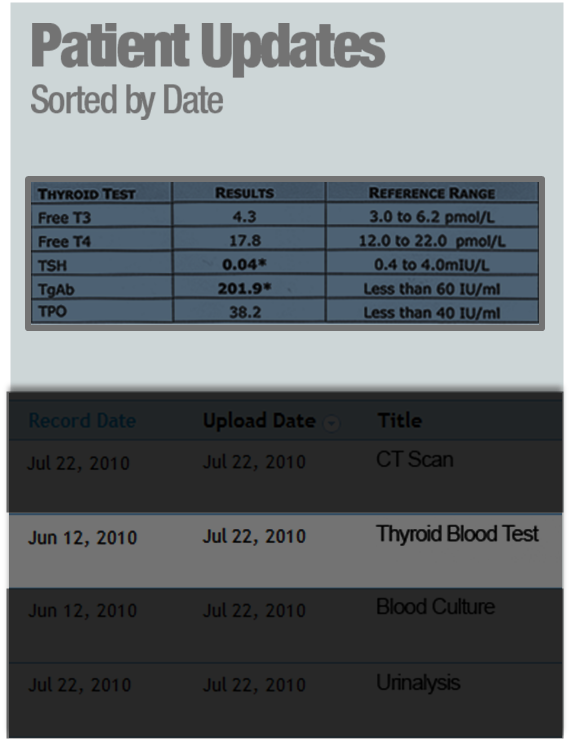 Patient Updates
Sorted by Date
THYROID TEST RESULTS REFERENCE RANGE
Free T3 4.3 3.0 to 6.2 pmol/L
Free T4 17.8 12.0 to 22.0 pmol/L
TSH 0.04* 0.4 to 4.0mIU/L
TgAb 201.9* Less than 60 IU/ml
TPO 38.2 Less than 40 IU/ml
Record Date Upload Date Title
Jul 22, 2010 Jul 22, 2010 CT Scan
Jun 12, 2010 Jul 22, 2010 Thyroid Blood Test
Jun 12, 2010 Jul 22, 2010 Blood Culture
Jul 22, 2010 Jul 22, 2010 Urinalysis